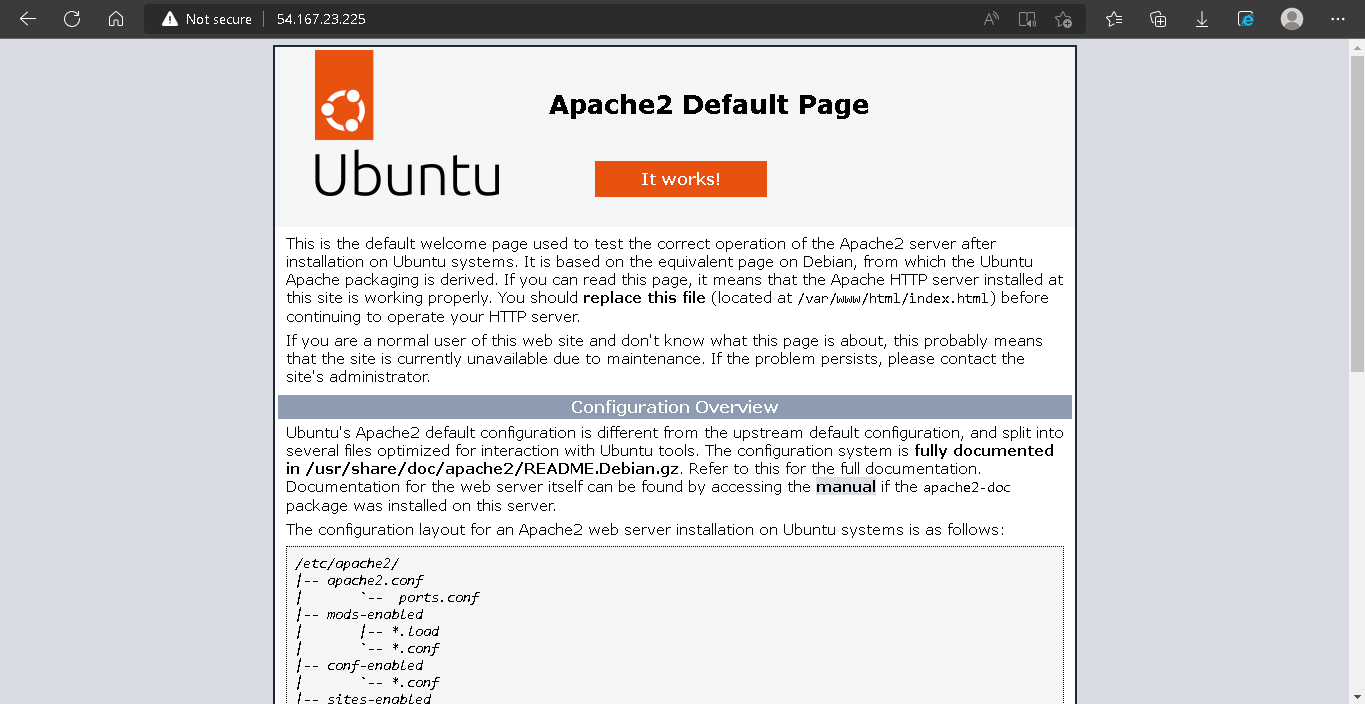 Not secure
54.167.23.225
Apache2 Default Page
Ubuntu
It works!
This is the default welcome page used to test the correct operation of the Apache2 server after
installation on Ubuntu systems. It is based on the equivalent page on Debian, from which the Ubuntu
Apache packaging is derived. If you can read this page, it means that the Apache HTTP server installed at
this site is working properly. You should replace this file (located at /var/www/html/index.html) before
continuing to operate your HTTP server.
If you are a normal user of this web site and don't know what this page is about, this probably means
that the site is currently unavailable due to maintenance. If the problem persists, please contact the
site's administrator.
Configuration Overview
Ubuntu's Apache2 default configuration is different from the upstream default configuration, and split into
several files optimized for interaction with Ubuntu tools. The configuration system is fully documented
in /usr/share/doc/apache2/README.Debian.gz. Refer to this for the full documentation.
Documentation for the web server itself can be found by accessing the manual if the apache2-doc
package was installed on this server.
The configuration layout for an Apache2 web server installation on Ubuntu systems is as follows:
/etc/apache2/
|-- apache2.conf
|       `--  ports.conf
|-- mods-enabled
|       |-- *.load
|       `-- *.conf
|-- conf-enabled
|       `-- *.conf
|-- sites-enabled